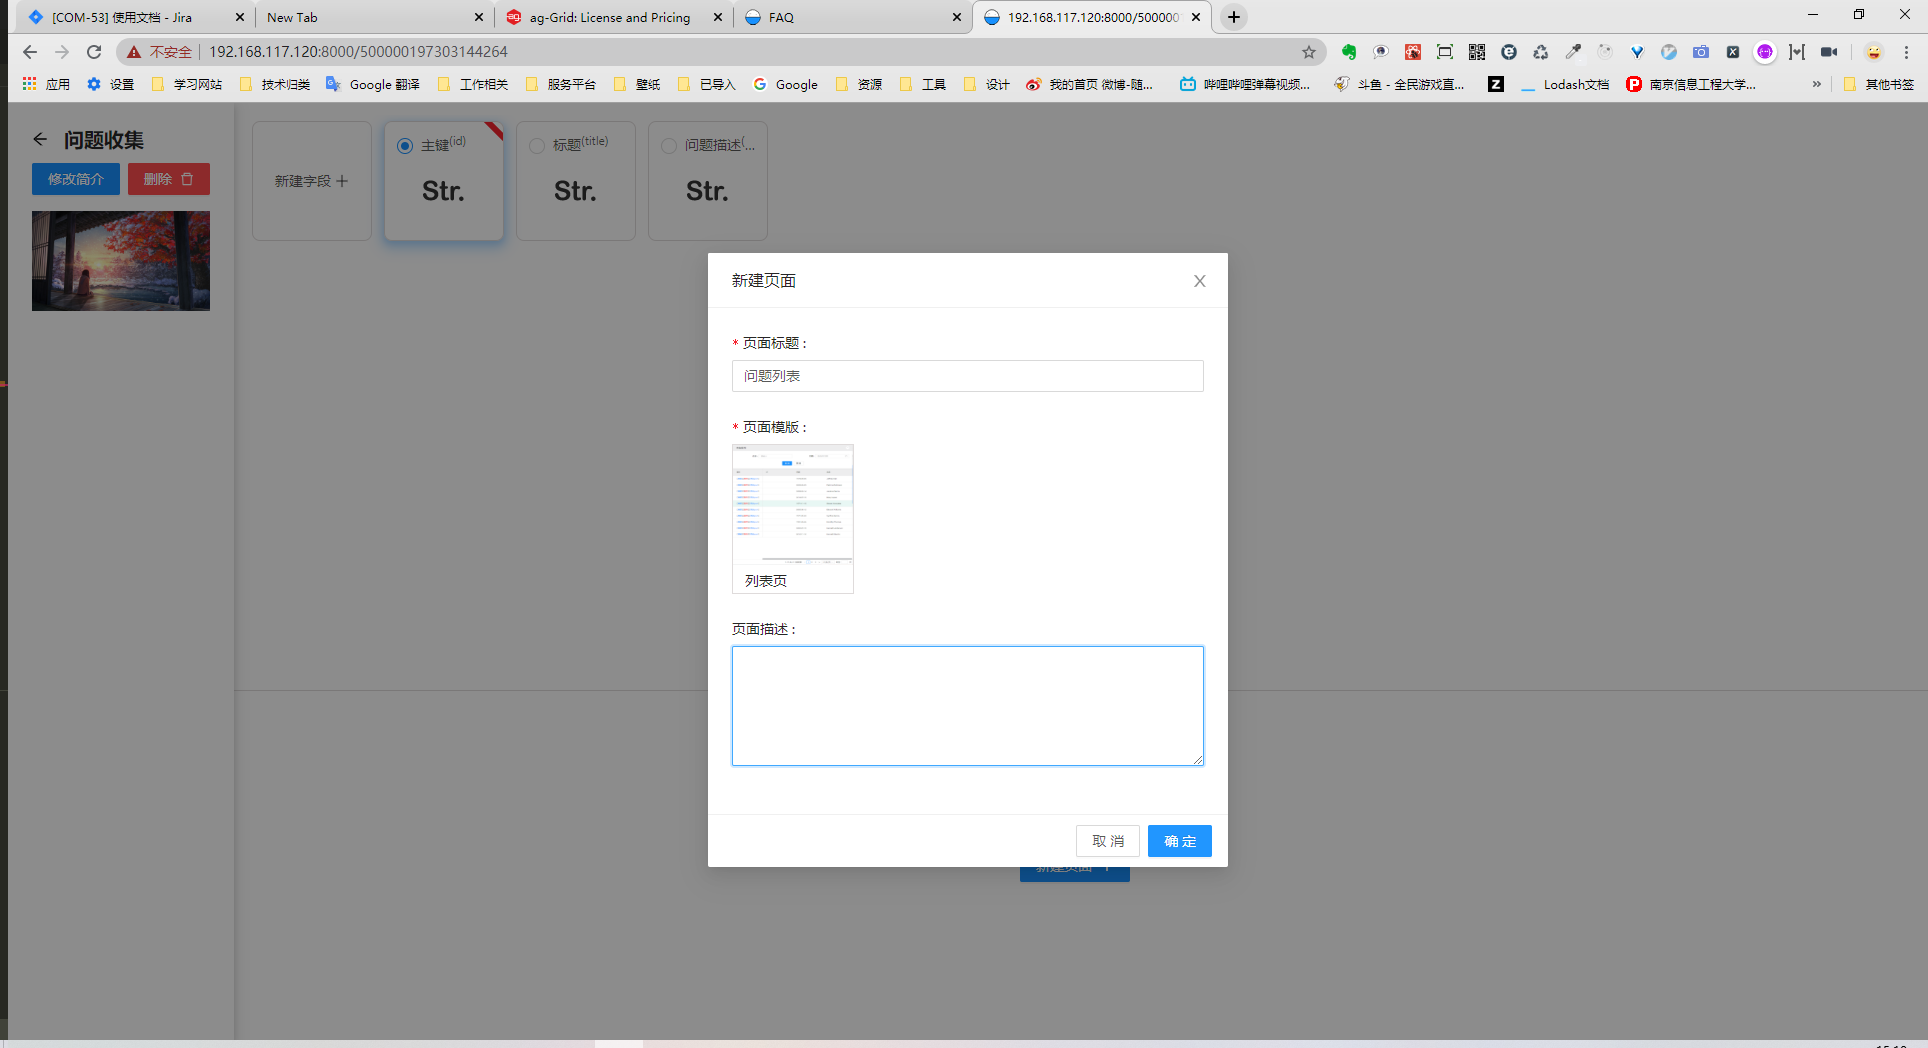 [COM-53] 使用文档 - Jira
New Tab
ag-Grid: License and Pricing
FAQ
192.168.117.120:8000/500000
不安全
192.168.117.120:8000/500000197303144264
应用
设置
学习网站
技术归类
Google 翻译
工作相关
服务平台
壁纸
已导入
Google
资源
工具
设计
我的首页 微博-随...
哔哩哔哩弹幕视频...
斗鱼 - 全民游戏直...
Lodash文档
南京信息工程大学...
其他书签
问题收集
修改简介
删除
新建字段
主键(id)
Str.
标题(title)
Str.
问题描述(...
Str.
新建页面
* 页面标题 :
问题列表
* 页面模版 :
列表页
页面描述 :
取 消
确 定
新建页面